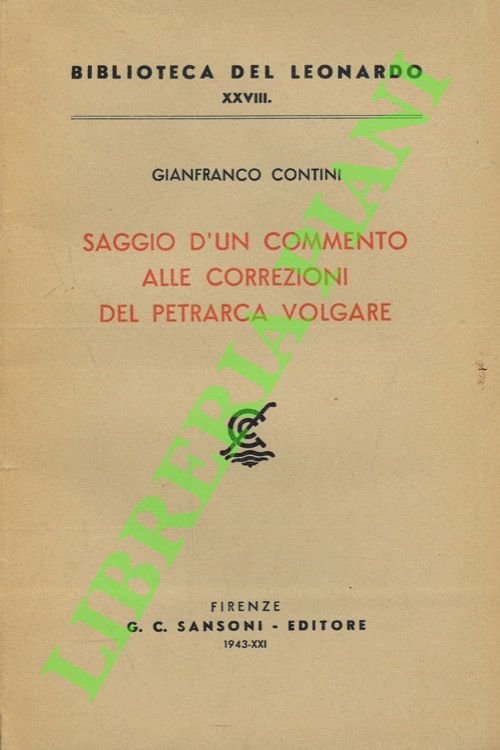 BIBLIOTECA DEL LEONARDO
XXVIII.
GIANFRANCO CONTINI
SAGGIO D'UN COMMENTO
ALLE CORREZIONI
DEL PETRARCA VOLGARE
FIRENZE
G. C. SANSONI - EDITORE
1943-XXI
LIBRERIA PIANI